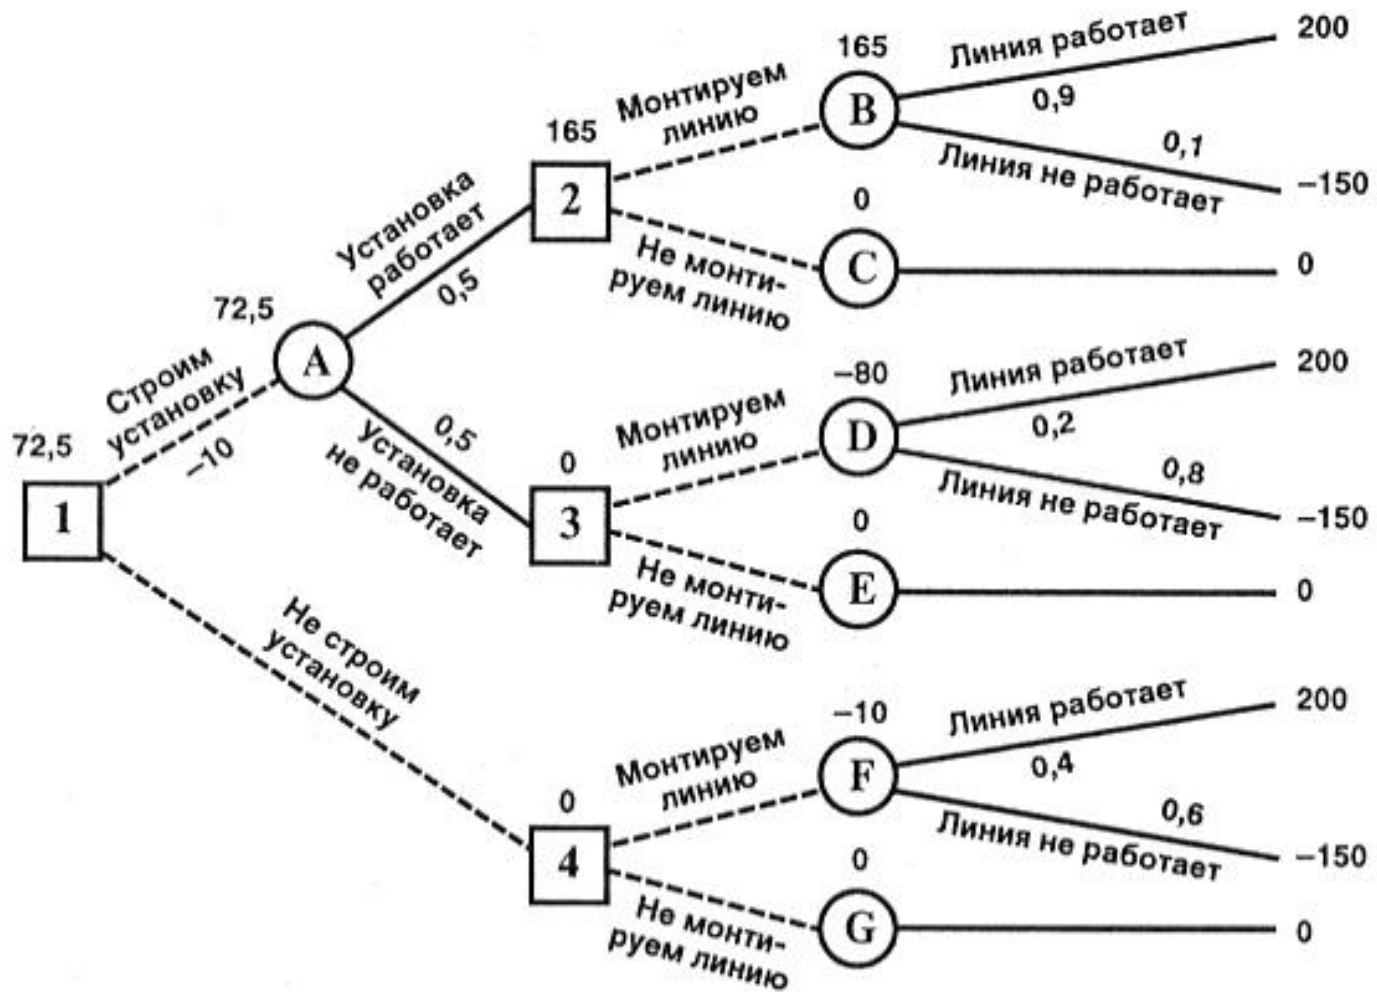 165
Линия работает
200
0,9
B
Монтируем
линию
0,1
Линия не работает
−150
165
2
0
Не монти-
руем линию
C
0
Установка
работает
0,5
72,5
A
Строим
установку
−10
72,5
1
0,5
Установка
не работает
0
3
Монтируем
линию
−80
D
Линия работает
200
0,2
0,8
Линия не работает
−150
Не монти-
руем линию
0
E
0
Не строим
установку
0
4
Монтируем
линию
−10
F
Линия работает
200
0,4
0,6
Линия не работает
−150
Не монти-
руем линию
0
G
0